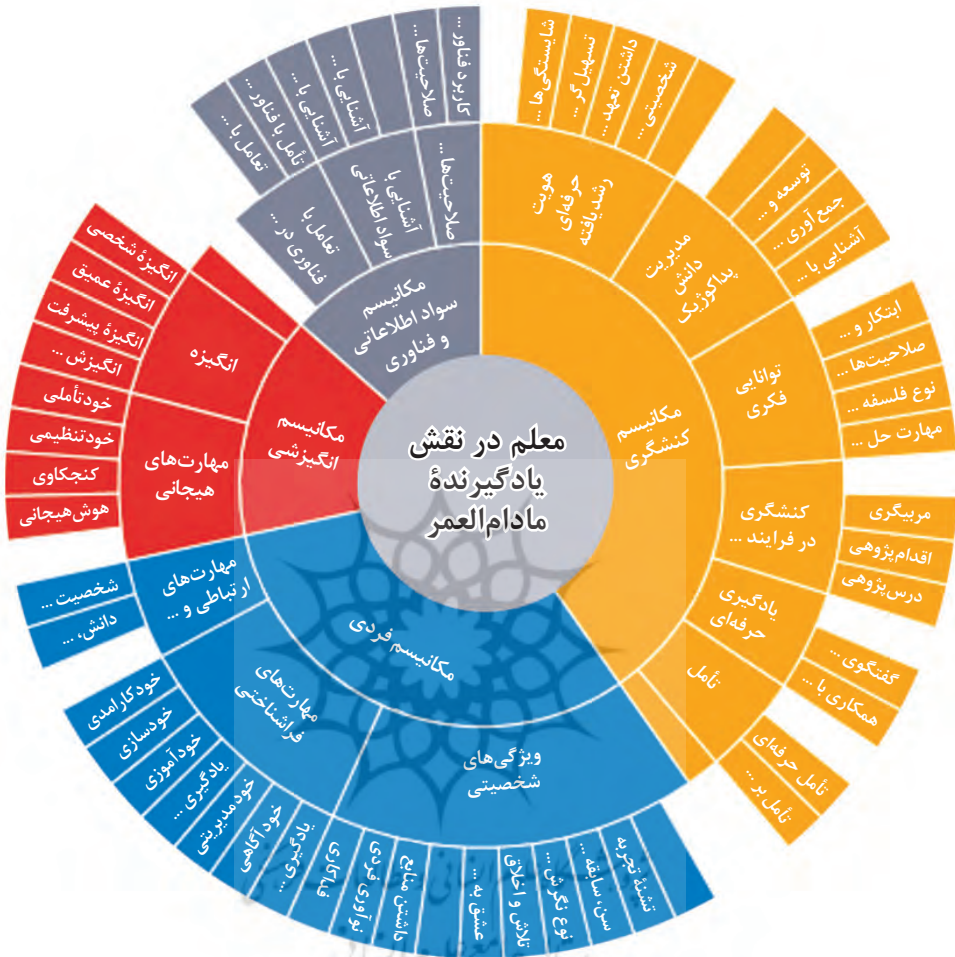 معلم در نقش
یادگیرندهٔ
مادام‌العمر
مکانیسم
کنشگری
هویت
حرفه‌ای
رشد یافته
شایستگی‌ها ...
تسهیل‌گر ...
داشتن تعهد ...
شخصیتی ...
مدیریت
دانش
پداگوژیک
توسعه و ...
جمع آوری ...
آشنایی با ...
توانایی
فکری
ابتکار و ...
صلاحیت‌ها ...
نوع فلسفه ...
مهارت حل ...
کنشگری
در فرایند ...
مربیگری
اقدام‌پژوهی
درس‌پژوهی
یادگیری
حرفه‌ای
گفتگوی ...
همکاری با ...
تأمل
تأمل حرفه‌ای
تأمل بر ...
مکانیسم فردی
ویژگی‌های
شخصیتی
تشنهٔ تجربه
سن، سابقه ...
نوع نگرش ...
تلاش و اخلاق
عشق به ...
داشتن منابع
نوآوری فردی
فداکاری
مهارت‌های
فراشناختی
یادگیری ...
خودآگاهی
خودمدیریتی
یادگیری ...
خودآموزی
خودسازی
خودکارامدی
مهارت‌های
ارتباطی و ...
دانش، ...
شخصیت ...
مکانیسم
انگیزشی
مهارت‌های
هیجانی
هوش‌هیجانی
کنجکاوی
خودتنظیمی
خودتأملی
انگیزه
انگیزش ...
انگیزهٔ پیشرفت
انگیزهٔ عمیق
انگیزهٔ شخصی
مکانیسم
سواد اطلاعاتی
و فناوری
تعامل با
فناوری در ...
تعامل با ...
تأمل با فناور ...
آشنایی با
سواد اطلاعاتی
آشنایی با ...
آشنایی با ...
صلاحیت‌ها ...
صلاحیت‌ها ...
کاربرد فناور ...